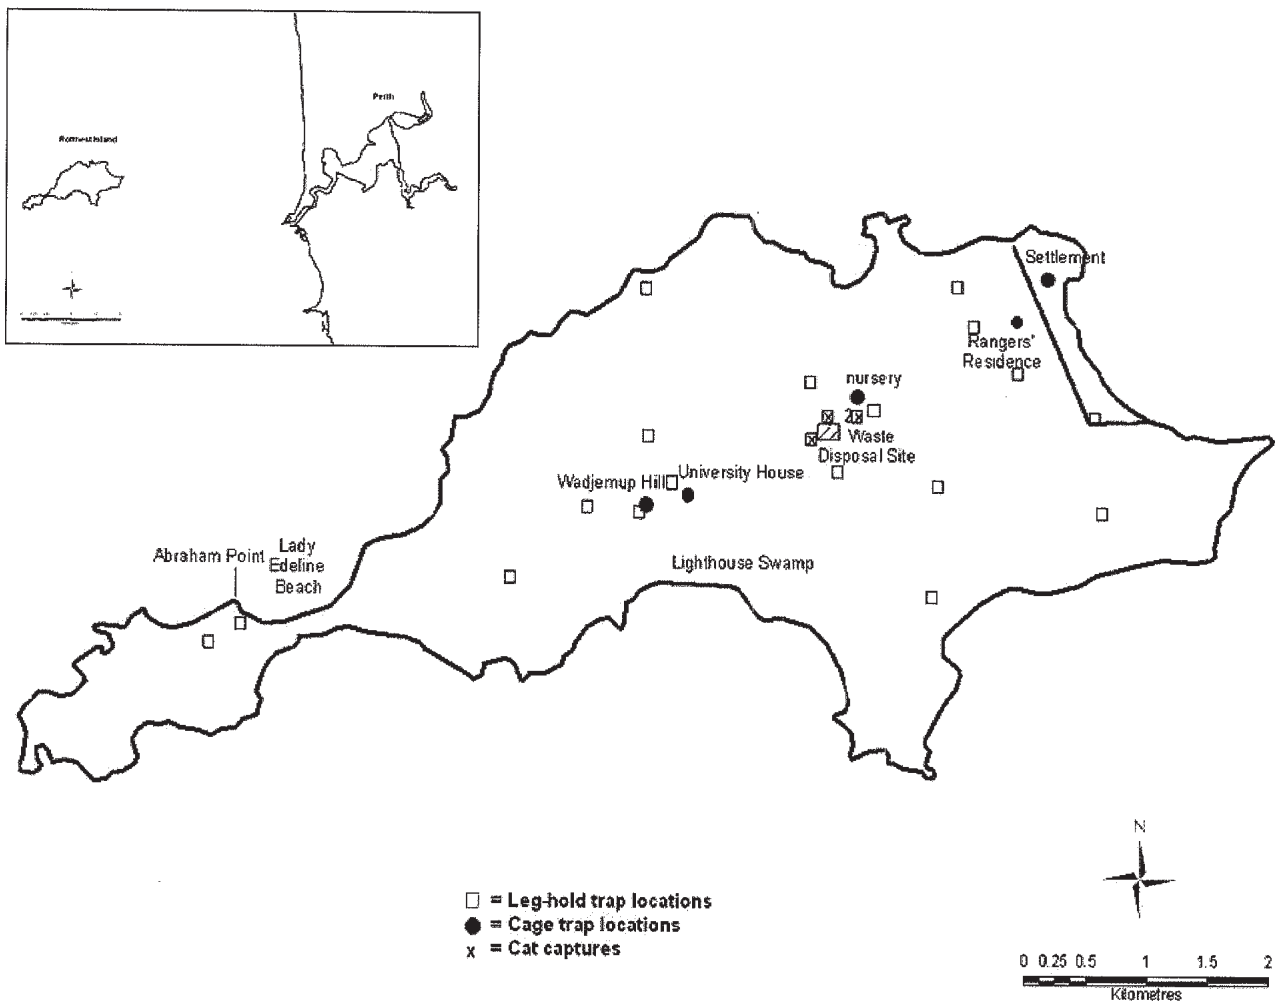 Perth
Rottnest Island
Settlement
Rangers'
Residence
nursery
2
Waste
Disposal Site
University House
Wadjemup Hill
Lighthouse Swamp
Abraham Point
Lady
Edeline
Beach
N
= Leg-hold trap locations
= Cage trap locations
x = Cat captures
0 0.25 0.5 1 1.5 2
Kilometres